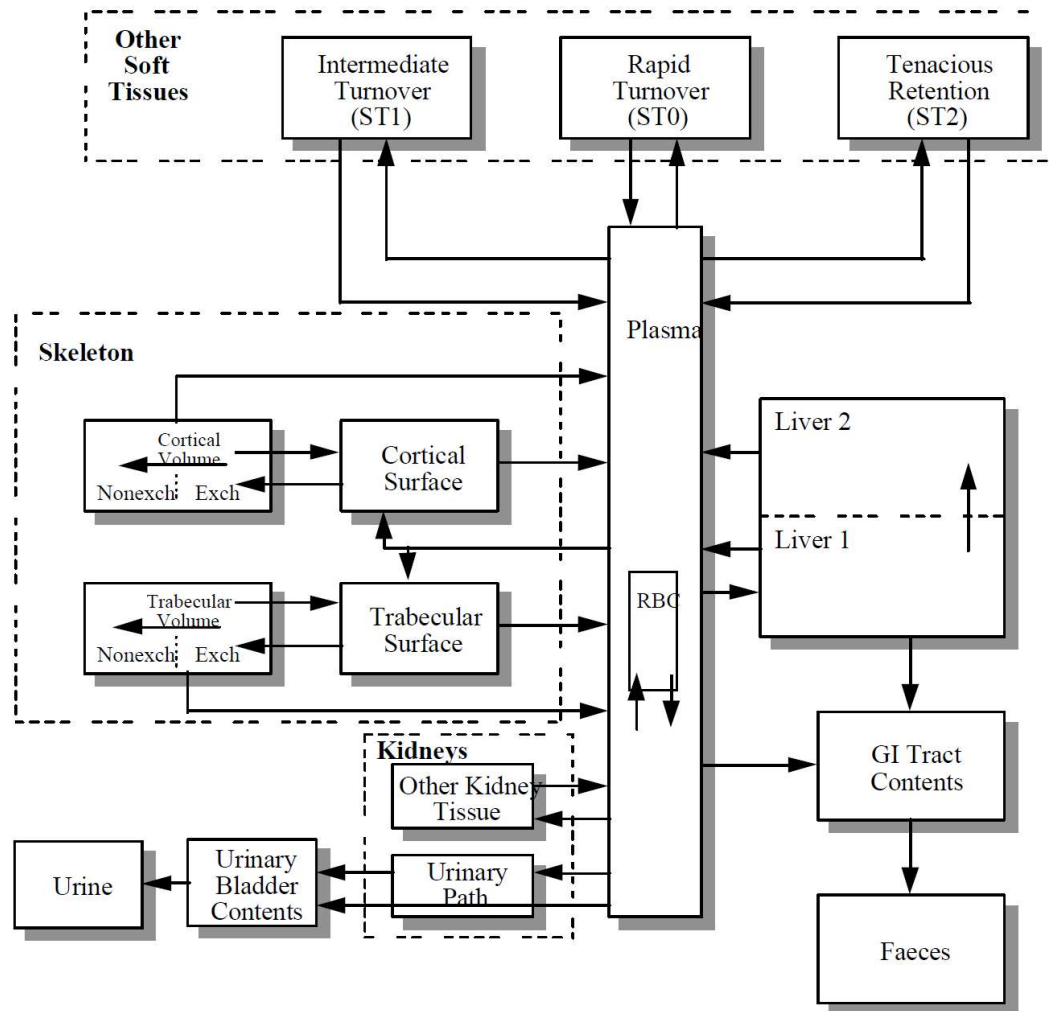 Other
Soft
Tissues
Intermediate
Turnover
(ST1)
Rapid
Turnover
(ST0)
Tenacious
Retention
(ST2)
Plasma
Skeleton
Cortical
Volume
Nonexch Exch
Cortical
Surface
Liver 2
Liver 1
Trabecular
Volume
Nonexch Exch
Trabecular
Surface
RBC
Kidneys
Other Kidney
Tissue
GI Tract
Contents
Urine
Urinary
Bladder
Contents
Urinary
Path
Faeces